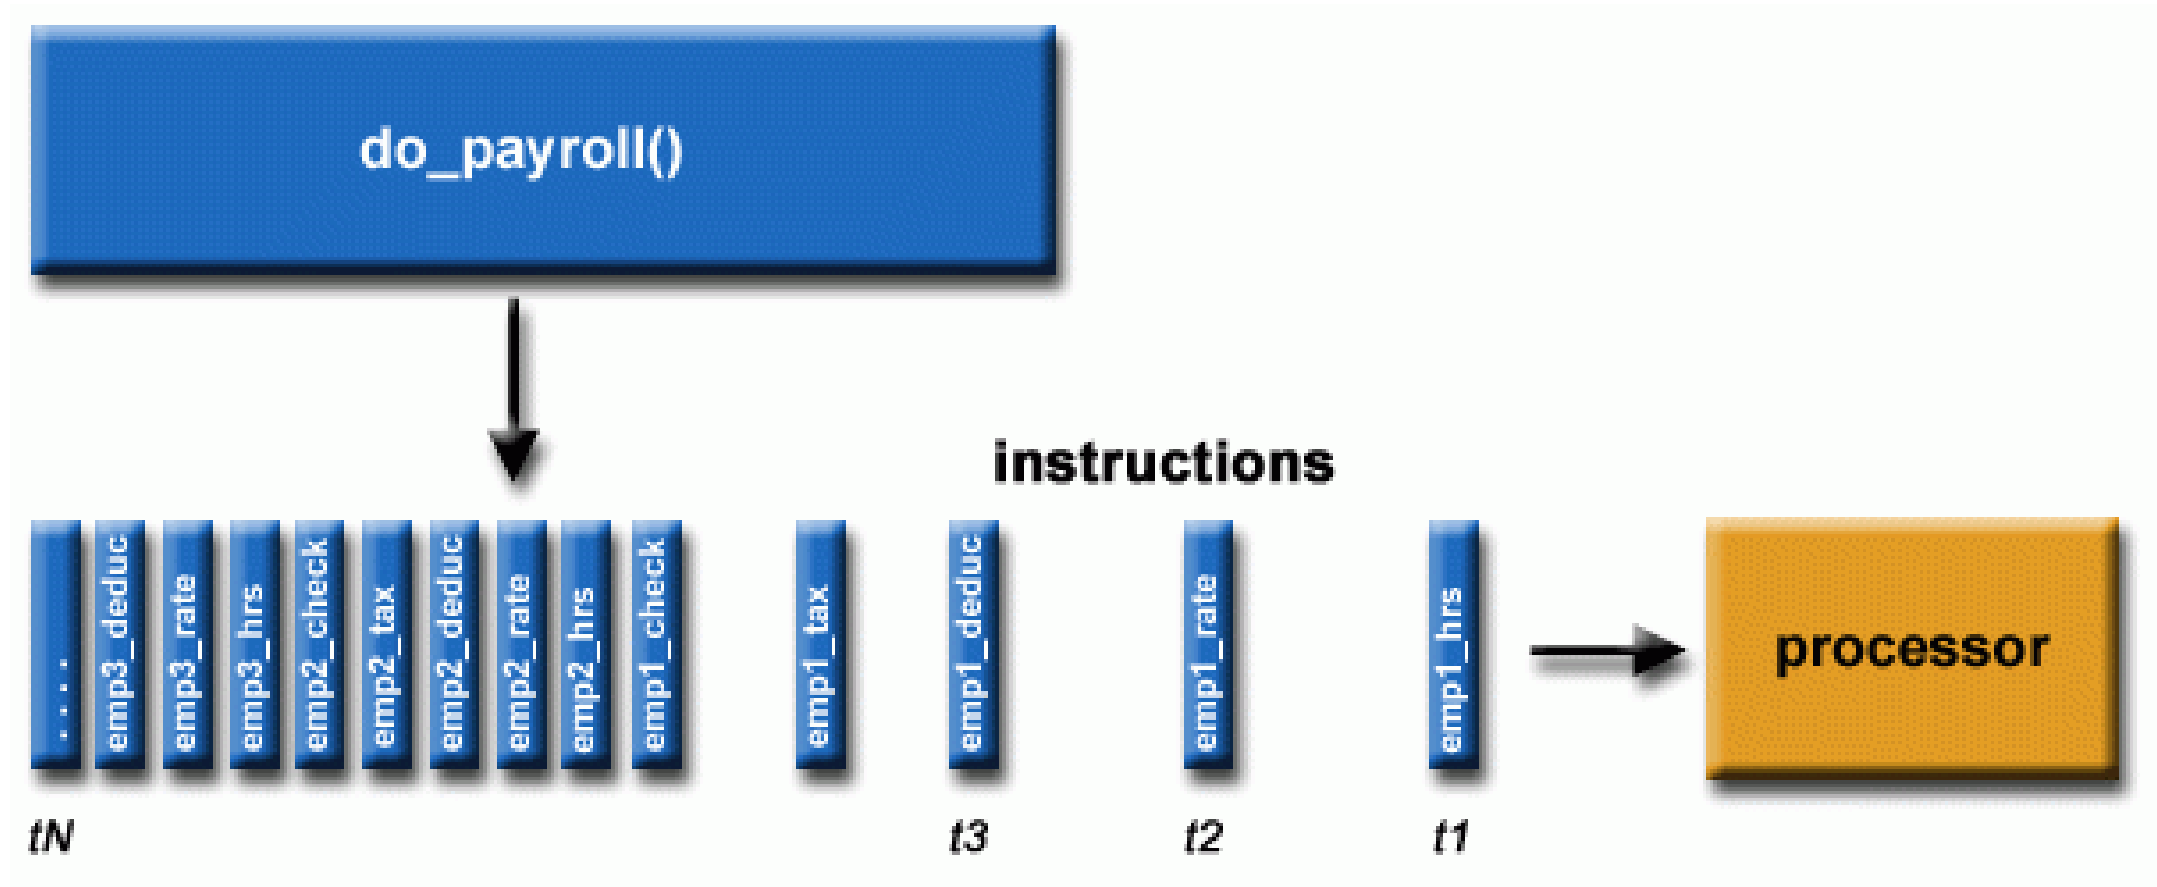 do_payroll()
instructions
....
emp3_deduc
emp3_rate
emp3_hrs
emp2_check
emp2_tax
emp2_deduc
emp2_rate
emp2_hrs
emp1_check
emp1_tax
emp1_deduc
emp1_rate
emp1_hrs
processor
tN
t3
t2
t1